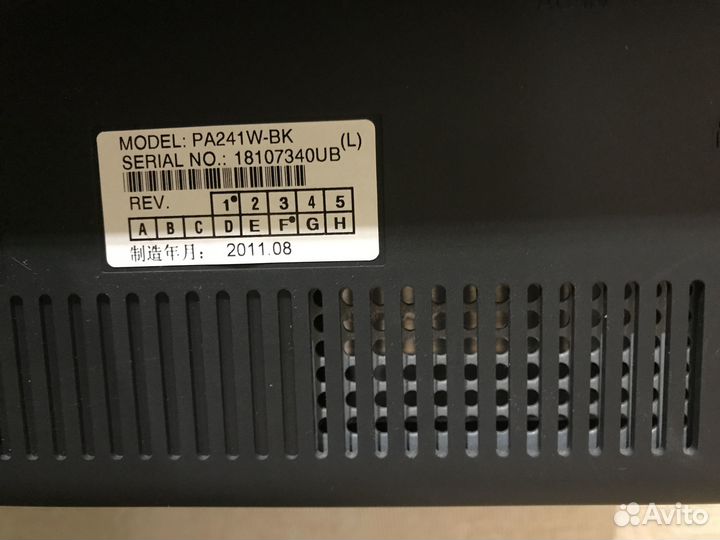 MODEL: PA241W-BK (L)
SERIAL NO.: 18107340UB
REV. 1 2 3 4 5
A B C D E F G H
制造年月: 2011.08
Avito